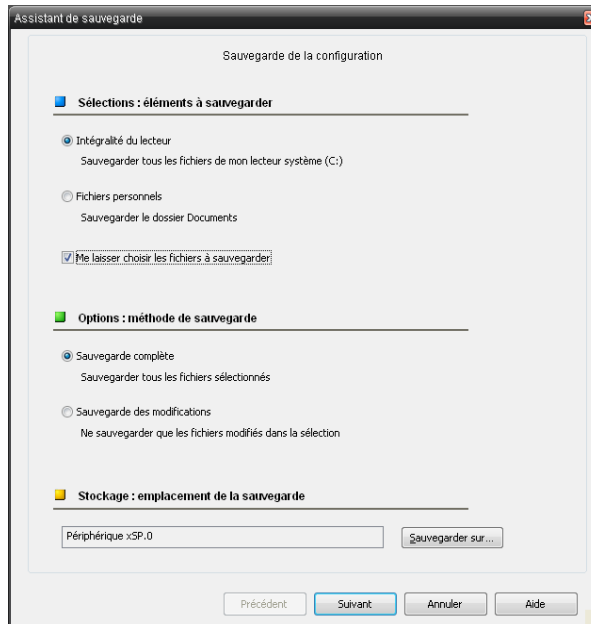 Assistant de sauvegarde
Sauvegarde de la configuration
Sélections : éléments à sauvegarder
Intégralité du lecteur
Sauvegarder tous les fichiers de mon lecteur système (C:)
Fichiers personnels
Sauvegarder le dossier Documents
Me laisser choisir les fichiers à sauvegarder
Options : méthode de sauvegarde
Sauvegarde complète
Sauvegarder tous les fichiers sélectionnés
Sauvegarde des modifications
Ne sauvegarder que les fichiers modifiés dans la sélection
Stockage : emplacement de la sauvegarde
Périphérique xSP.0
Sauvegarder sur...
Précédent
Suivant
Annuler
Aide